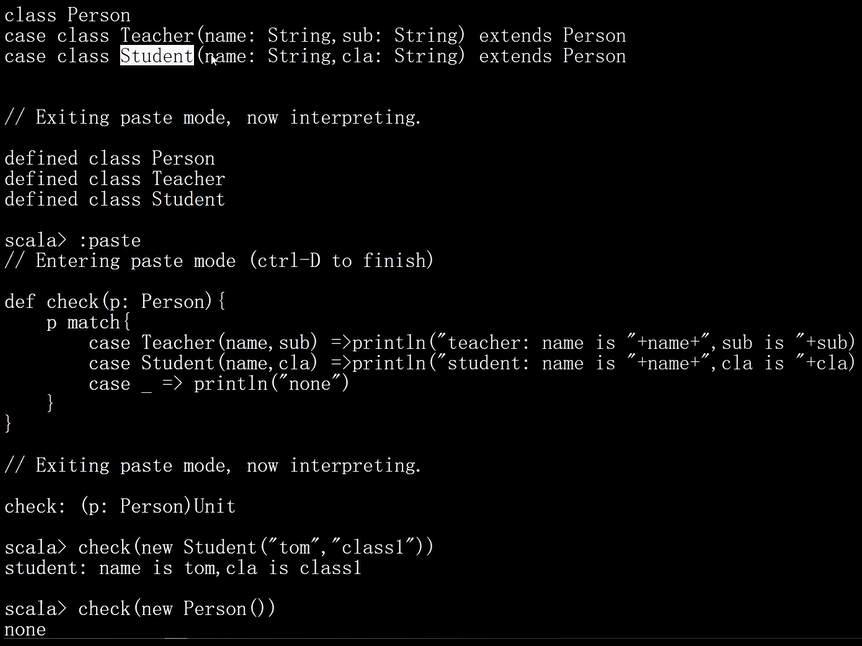 class Person
case class Teacher(name: String,sub: String) extends Person
case class Student(name: String,cla: String) extends Person
// Exiting paste mode, now interpreting.
defined class Person
defined class Teacher
defined class Student
scala> :paste
// Entering paste mode (ctrl-D to finish)
def check(p: Person){
    p match{
        case Teacher(name,sub) =>println("teacher: name is "+name+",sub is "+sub)
        case Student(name,cla) =>println("student: name is "+name+",cla is "+cla)
        case _ => println("none")
    }
}
// Exiting paste mode, now interpreting.
check: (p: Person)Unit
scala> check(new Student("tom","class1"))
student: name is tom,cla is class1
scala> check(new Person())
none